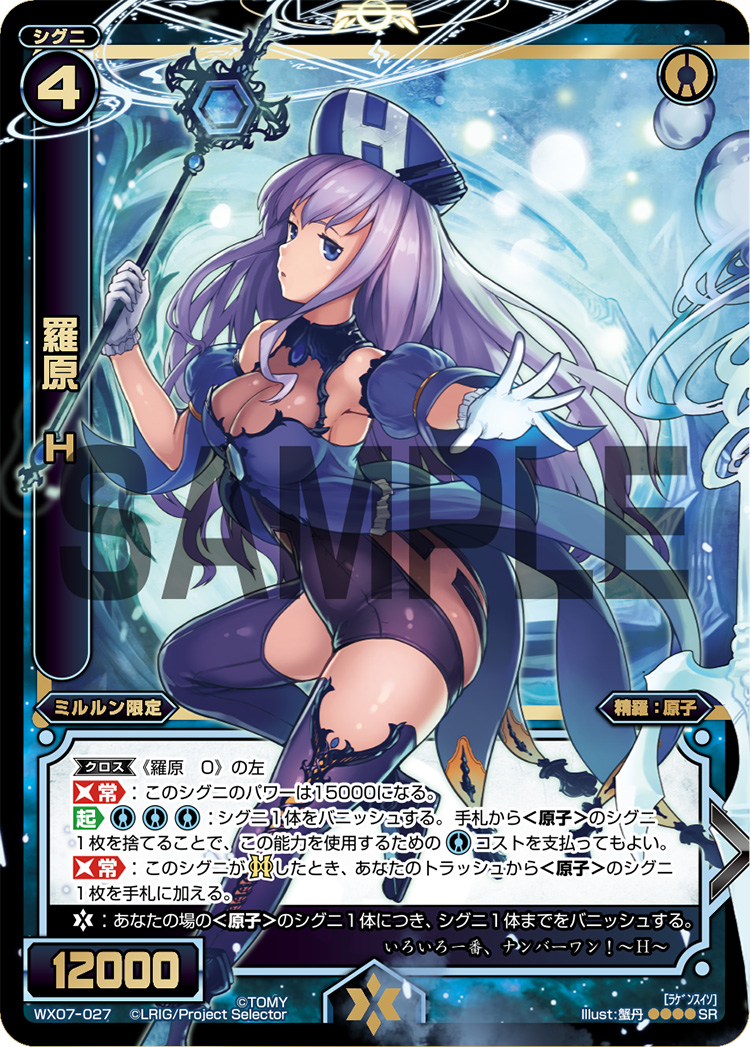 シグニ
4
H
羅原 H
SAMPLE
ミルルン限定
精羅:原子
クロス 《羅原 O》の左
常:このシグニのパワーは15000になる。
起 :シグニ1体をバニッシュする。手札から<原子>のシグニ
1枚を捨てることで、この能力を使用するための コストを支払ってもよい。
常:このシグニが H したとき、あなたのトラッシュから<原子>のシグニ
1枚を手札に加える。
:あなたの場の<原子>のシグニ1体につき、シグニ1体までをバニッシュする。
いろいろ一番、ナンバーワン!~H~
12000
WX07-027 ©LRIG/Project Selector
©TOMY
[ラゲンスイソ]
Illust:蟹丹 SR